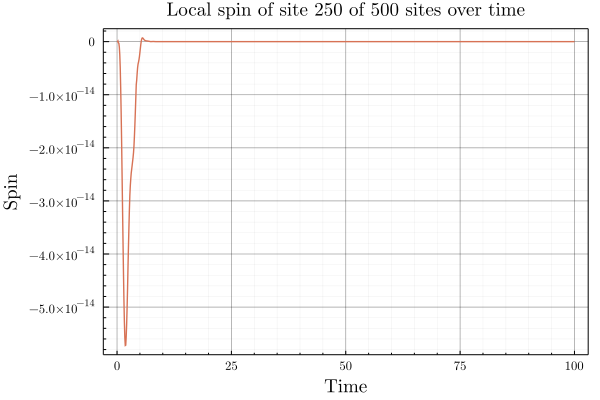 Local spin of site 250 of 500 sites over time
0
−1.0×10⁻¹⁴
−2.0×10⁻¹⁴
−3.0×10⁻¹⁴
−4.0×10⁻¹⁴
−5.0×10⁻¹⁴
Spin
0 25 50 75 100
Time